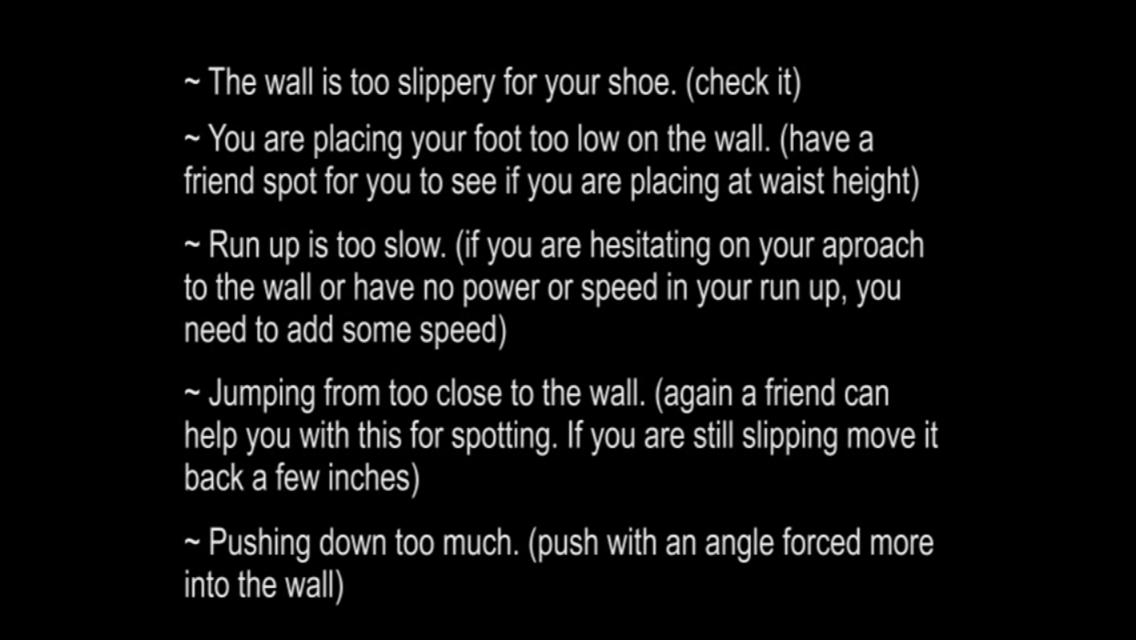 ~ The wall is too slippery for your shoe. (check it)
~ You are placing your foot too low on the wall. (have a
friend spot for you to see if you are placing at waist height)
~ Run up is too slow. (if you are hesitating on your aproach
to the wall or have no power or speed in your run up, you
need to add some speed)
~ Jumping from too close to the wall. (again a friend can
help you with this for spotting. If you are still slipping move it
back a few inches)
~ Pushing down too much. (push with an angle forced more
into the wall)